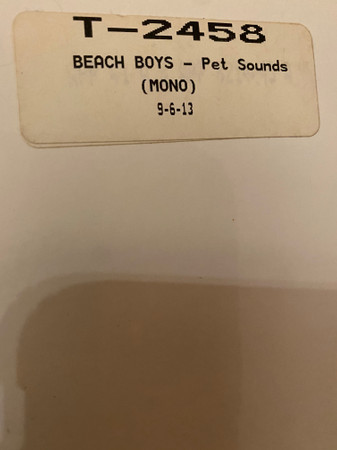 T-2458
BEACH BOYS - Pet Sounds
(MONO)
9-6-13